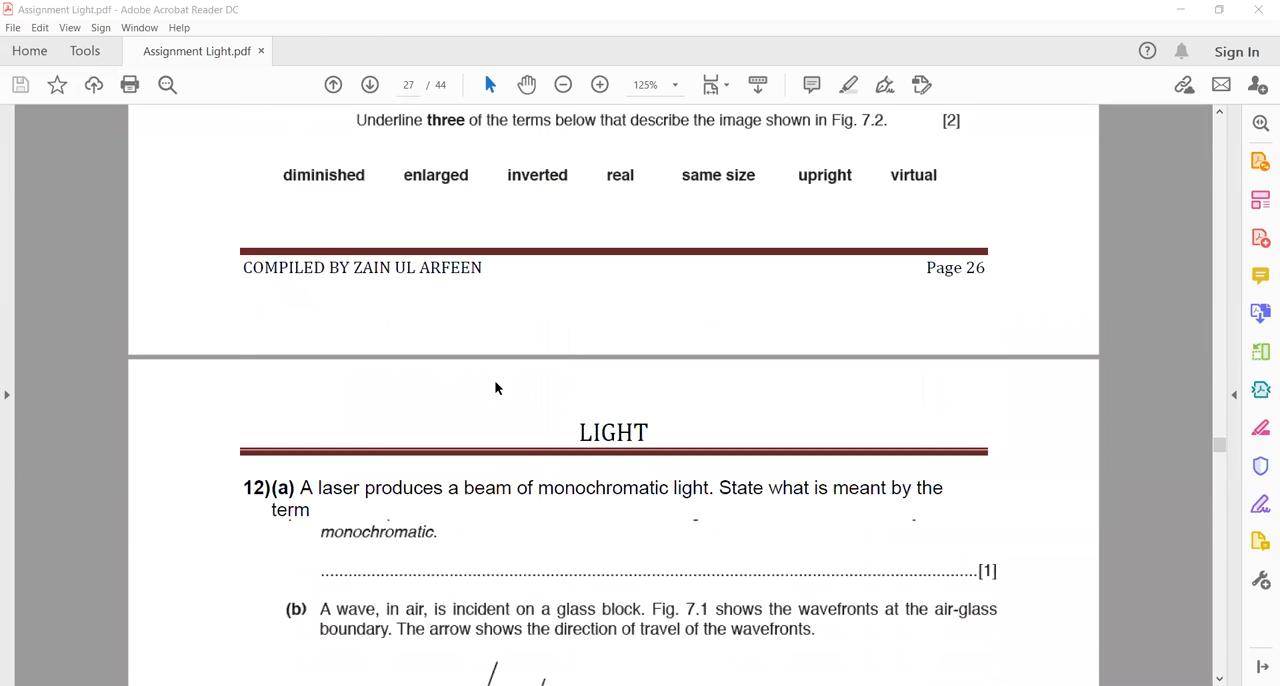 Assignment Light.pdf - Adobe Acrobat Reader DC
File Edit View Sign Window Help
Home Tools Assignment Light.pdf × Sign In
27 / 44 125%
Underline three of the terms below that describe the image shown in Fig. 7.2. [2]
diminished enlarged inverted real same size upright virtual
COMPILED BY ZAIN UL ARFEEN Page 26
LIGHT
12)(a) A laser produces a beam of monochromatic light. State what is meant by the
term
monochromatic.
..........................................................................................................................................[1]
(b) A wave, in air, is incident on a glass block. Fig. 7.1 shows the wavefronts at the air-glass
boundary. The arrow shows the direction of travel of the wavefronts.